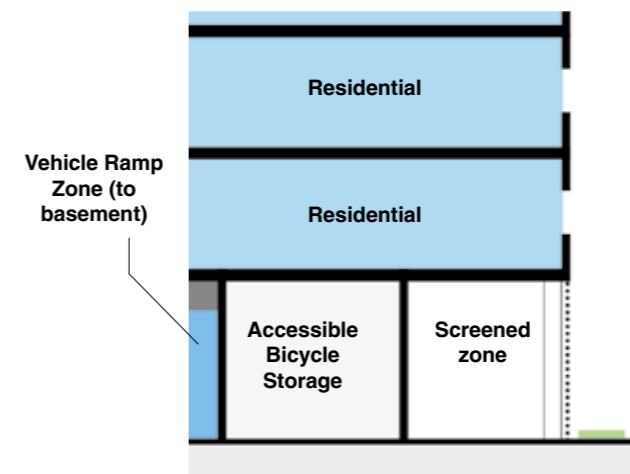 Residential
Vehicle Ramp
Zone (to
basement)
Residential
Accessible
Bicycle
Storage
Screened
zone